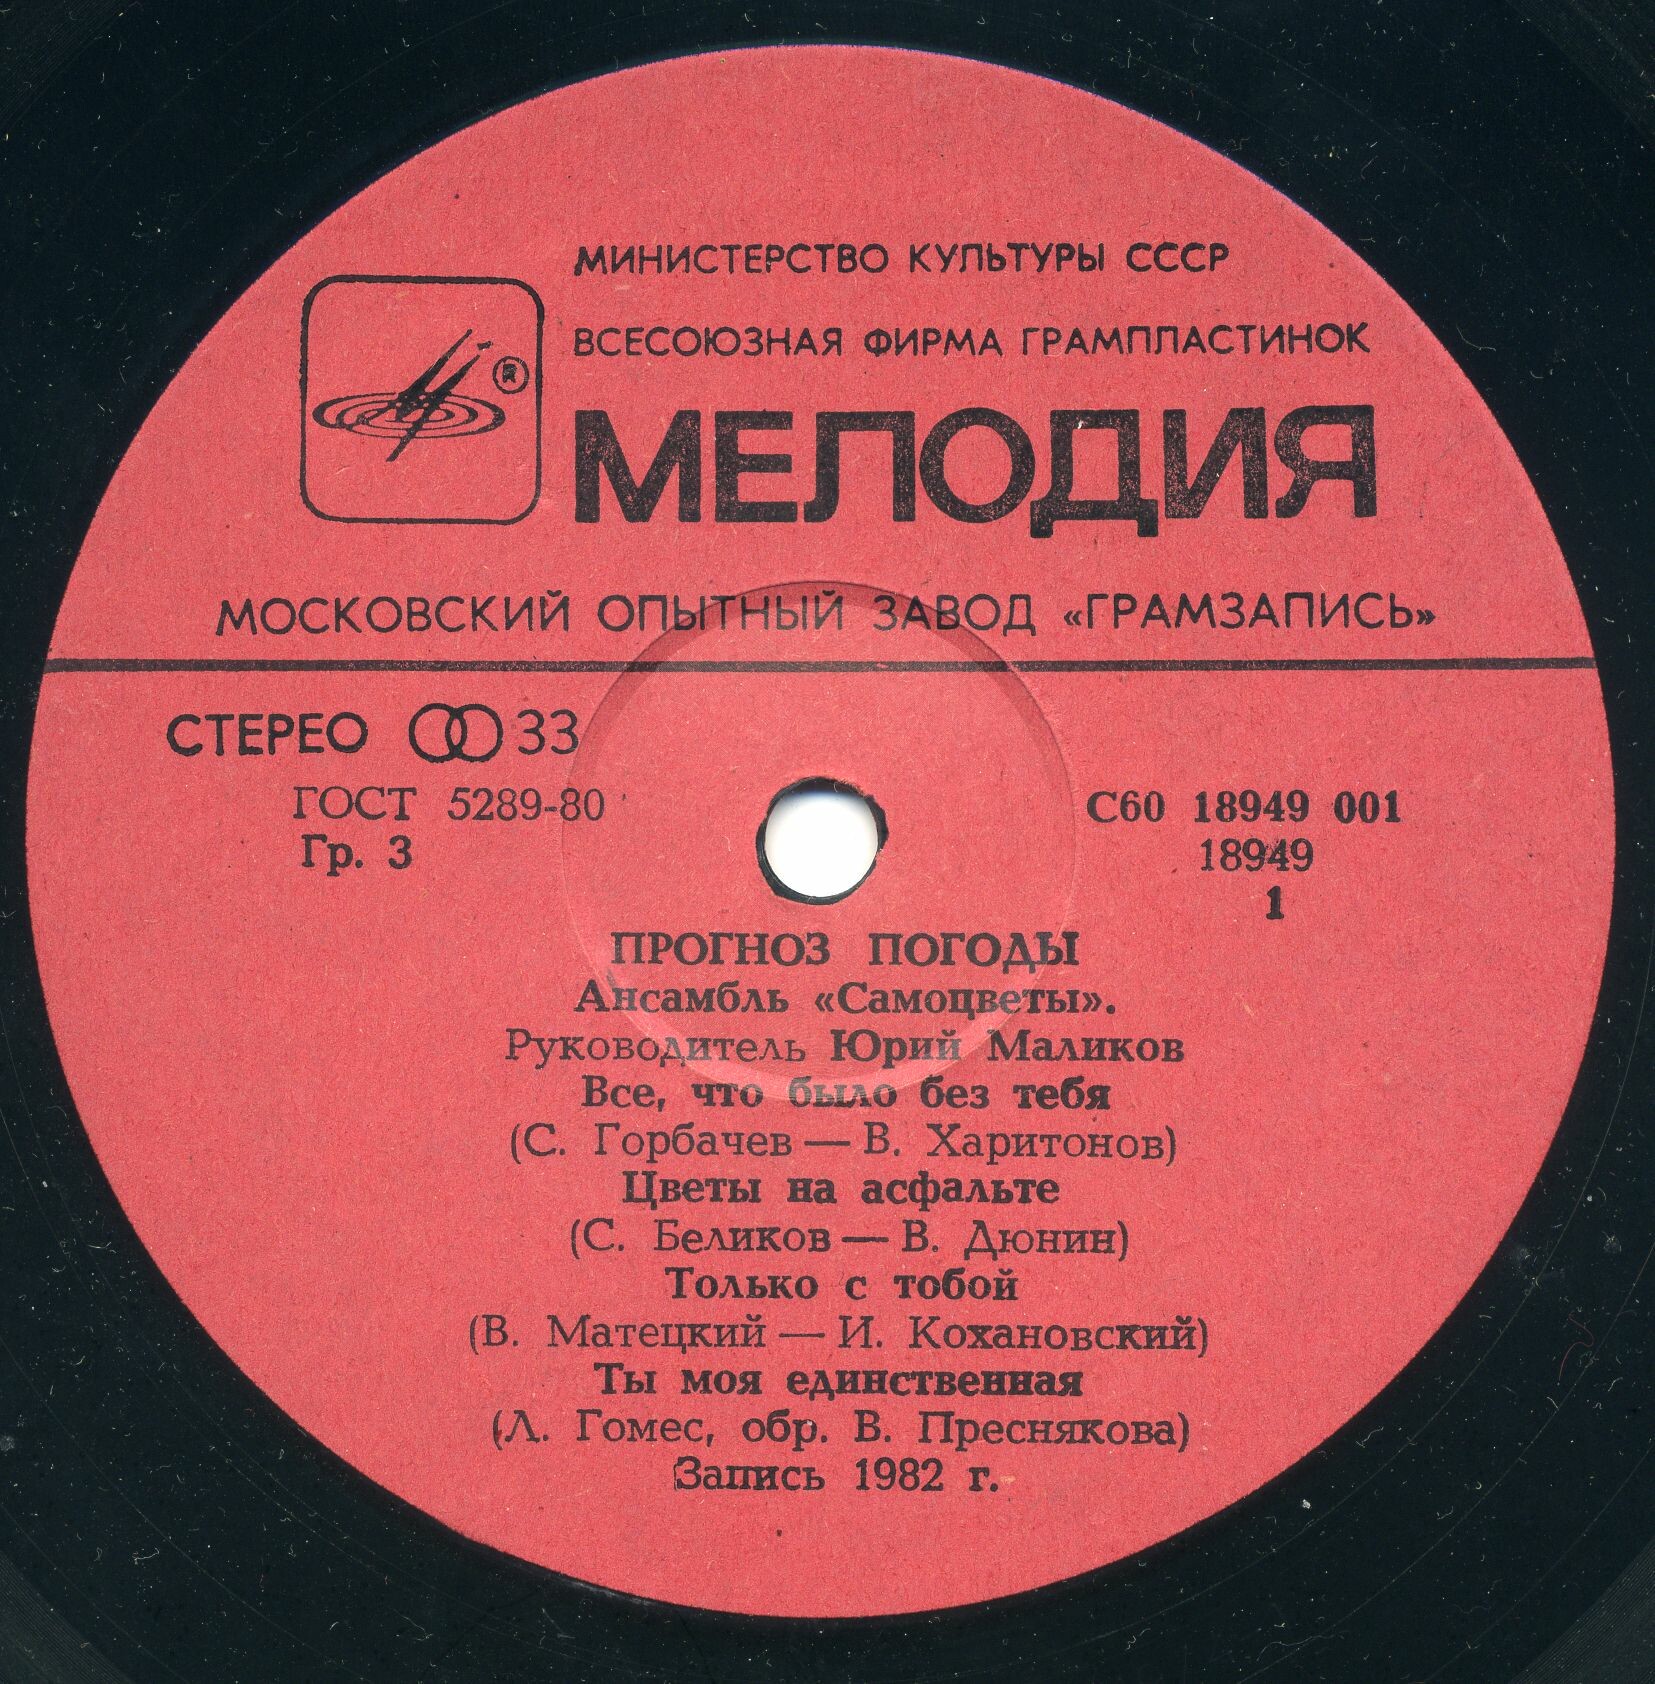 МИНИСТЕРСТВО КУЛЬТУРЫ СССР
ВСЕСОЮЗНАЯ ФИРМА ГРАМПЛАСТИНОК
®
МЕЛОДИЯ
МОСКОВСКИЙ ОПЫТНЫЙ ЗАВОД «ГРАМЗАПИСЬ»
СТЕРЕО 33
ГОСТ 5289-80
Гр. 3
С60 18949 001
18949
1
ПРОГНОЗ ПОГОДЫ
Ансамбль «Самоцветы».
Руководитель Юрий Маликов
Все, что было без тебя
(С. Горбачев — В. Харитонов)
Цветы на асфальте
(С. Беликов — В. Дюнин)
Только с тобой
(В. Матецкий — И. Кохановский)
Ты моя единственная
(Л. Гомес, обр. В. Преснякова)
Запись 1982 г.